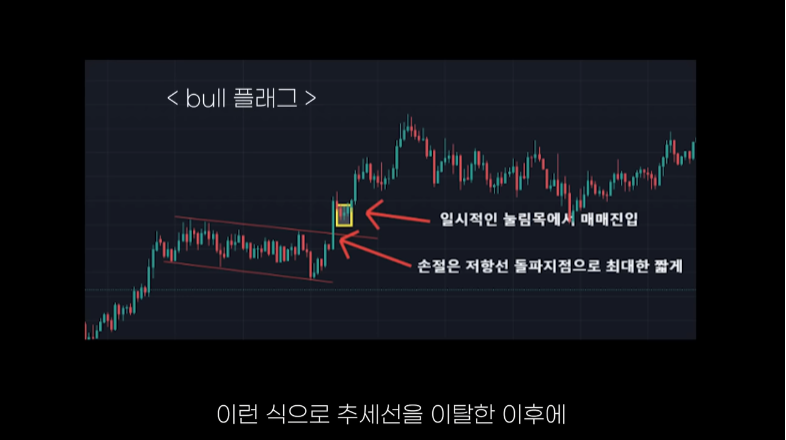 < bull 플래그 >
일시적인 눌림목에서 매매진입
손절은 저항선 돌파지점으로 최대한 짧게
이런 식으로 추세선을 이탈한 이후에